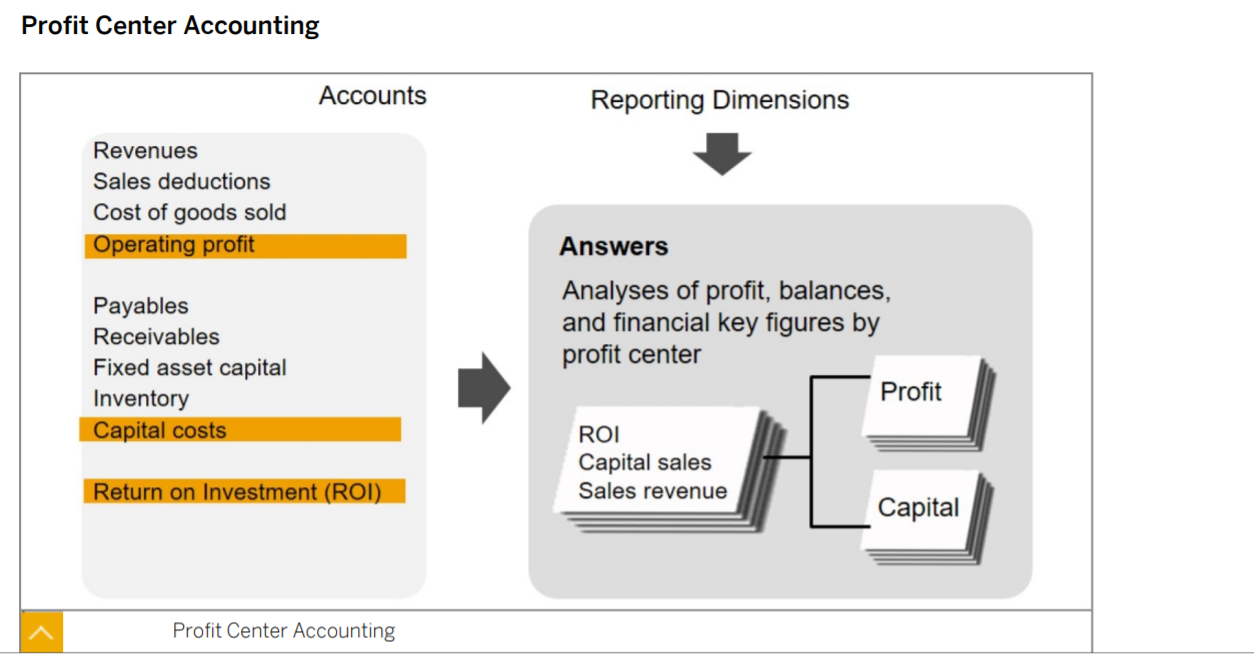 Profit Center Accounting
Accounts
Revenues
Sales deductions
Cost of goods sold
Operating profit
Payables
Receivables
Fixed asset capital
Inventory
Capital costs
Return on Investment (ROI)
Reporting Dimensions
Answers
Analyses of profit, balances,
and financial key figures by
profit center
ROI
Capital sales
Sales revenue
Profit
Capital
Profit Center Accounting